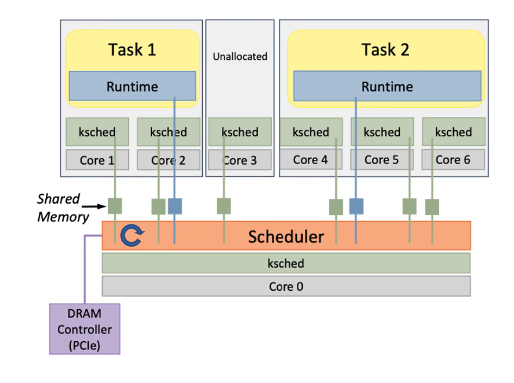 Task 1
Unallocated
Task 2
Runtime
Runtime
ksched
ksched
ksched
ksched
ksched
ksched
Core 1
Core 2
Core 3
Core 4
Core 5
Core 6
Shared
Memory
Scheduler
ksched
Core 0
DRAM
Controller
(PCIe)